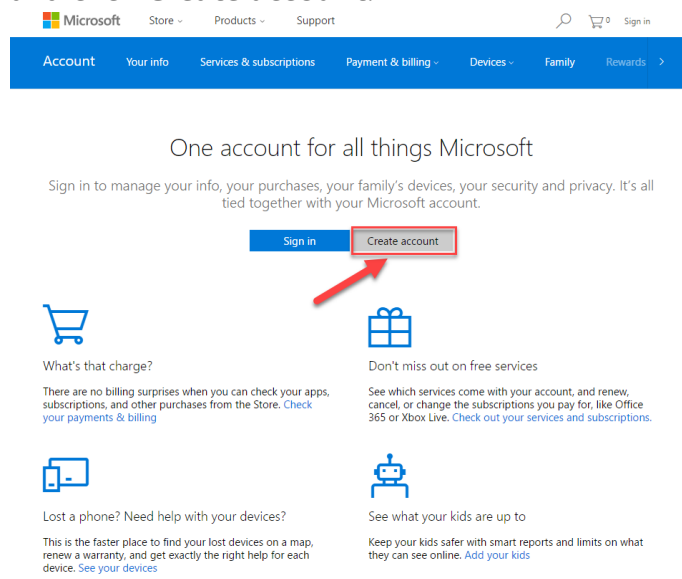 Microsoft Store Products Support 0 Sign in
Account Your info Services & subscriptions Payment & billing Devices Family Rewards
One account for all things Microsoft
Sign in to manage your info, your purchases, your family's devices, your security and privacy. It's all
tied together with your Microsoft account.
Sign in Create account
What's that charge?
There are no billing surprises when you can check your apps,
subscriptions, and other purchases from the Store. Check
your payments & billing
Don't miss out on free services
See which services come with your account, and renew,
cancel, or change the subscriptions you pay for, like Office
365 or Xbox Live. Check out your services and subscriptions.
Lost a phone? Need help with your devices?
This is the faster place to find your lost devices on a map,
renew a warranty, and get exactly the right help for each
device. See your devices
See what your kids are up to
Keep your kids safer with smart reports and limits on what
they can see online. Add your kids